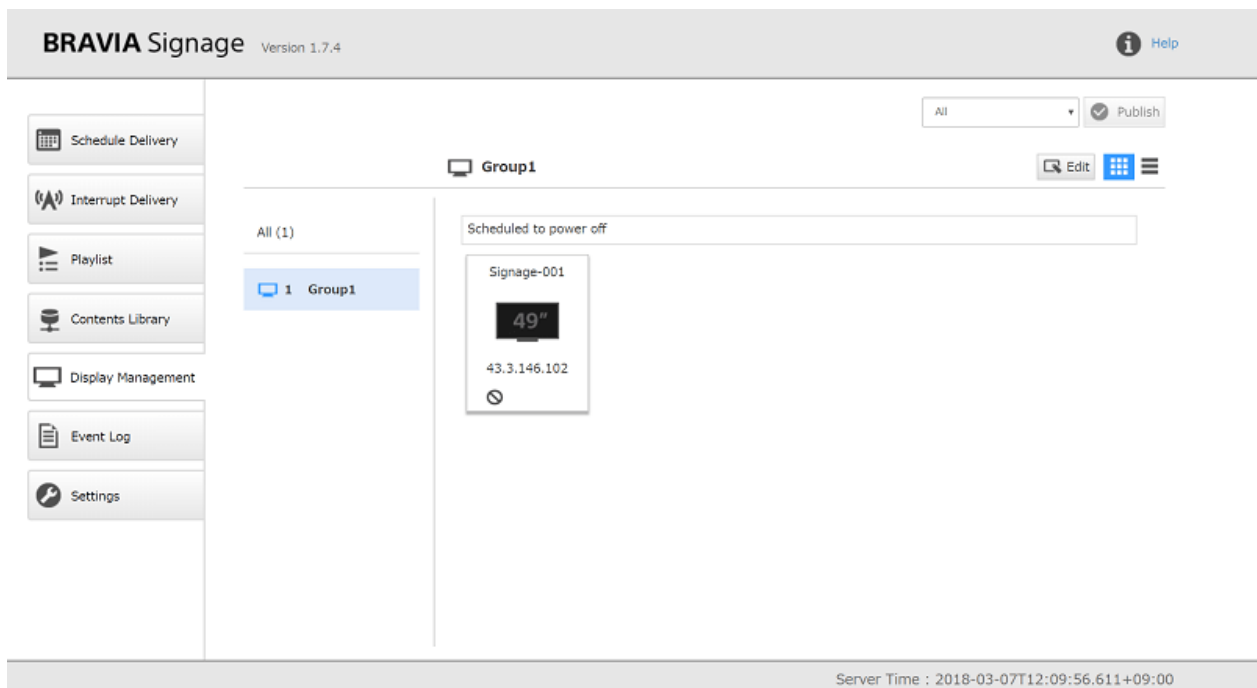 BRAVIA Signage Version 1.7.4
Help
All
Publish
Schedule Delivery
Interrupt Delivery
Playlist
Contents Library
Display Management
Event Log
Settings
Group1
Edit
All (1)
1 Group1
Scheduled to power off
Signage-001
49"
43.3.146.102
Server Time : 2018-03-07T12:09:56.611+09:00